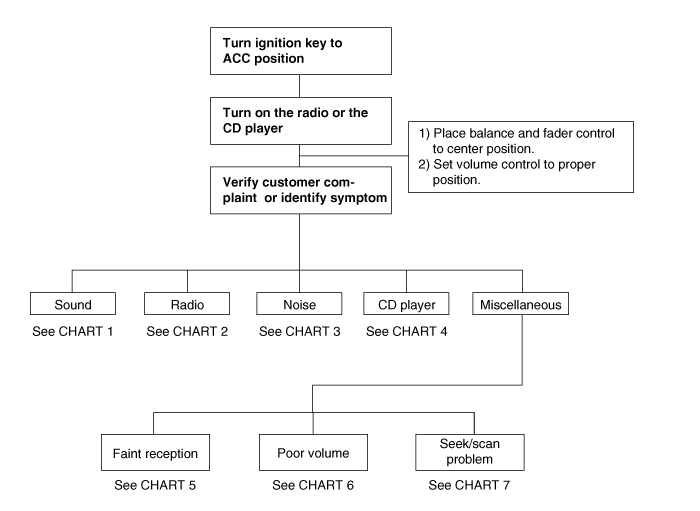 Turn ignition key to
ACC position
Turn on the radio or the
CD player
1) Place balance and fader control
to center position.
2) Set volume control to proper
position.
Verify customer com-
plaint or identify symptom
Sound
Radio
Noise
CD player
Miscellaneous
See CHART 1
See CHART 2
See CHART 3
See CHART 4
Faint reception
Poor volume
Seek/scan
problem
See CHART 5
See CHART 6
See CHART 7